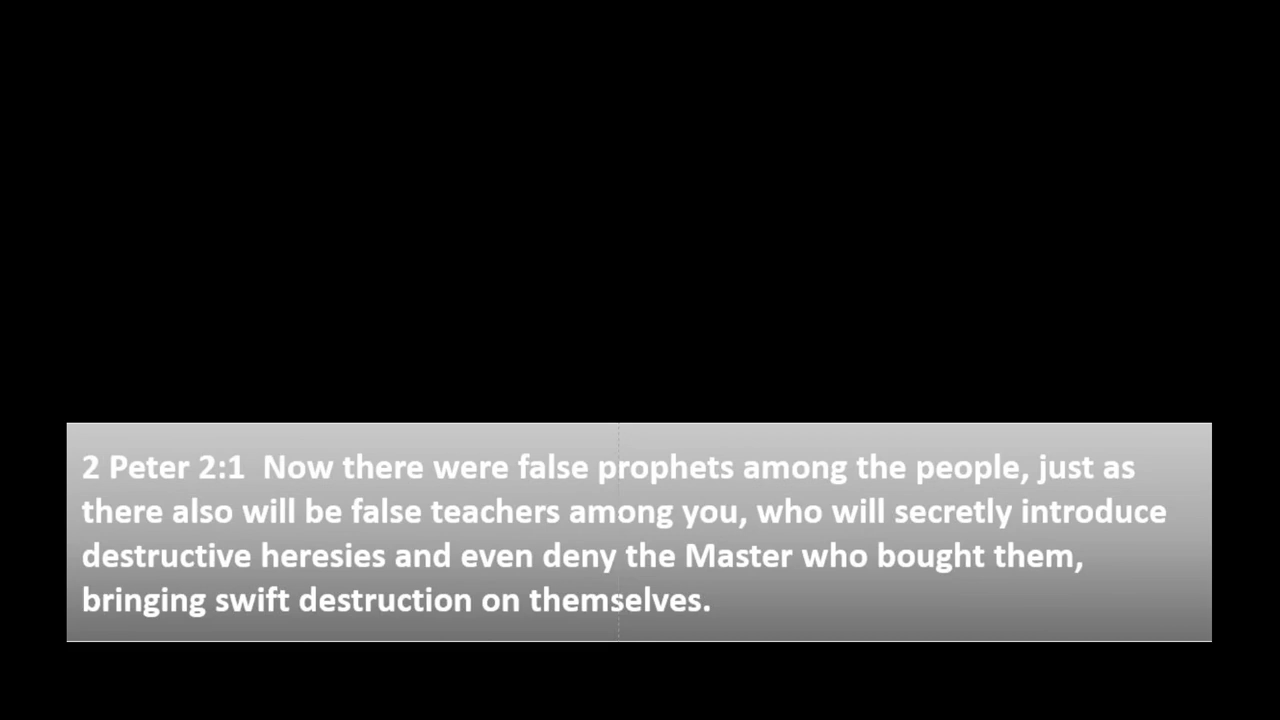 2 Peter 2:1  Now there were false prophets among the people, just as
there also will be false teachers among you, who will secretly introduce
destructive heresies and even deny the Master who bought them,
bringing swift destruction on themselves.